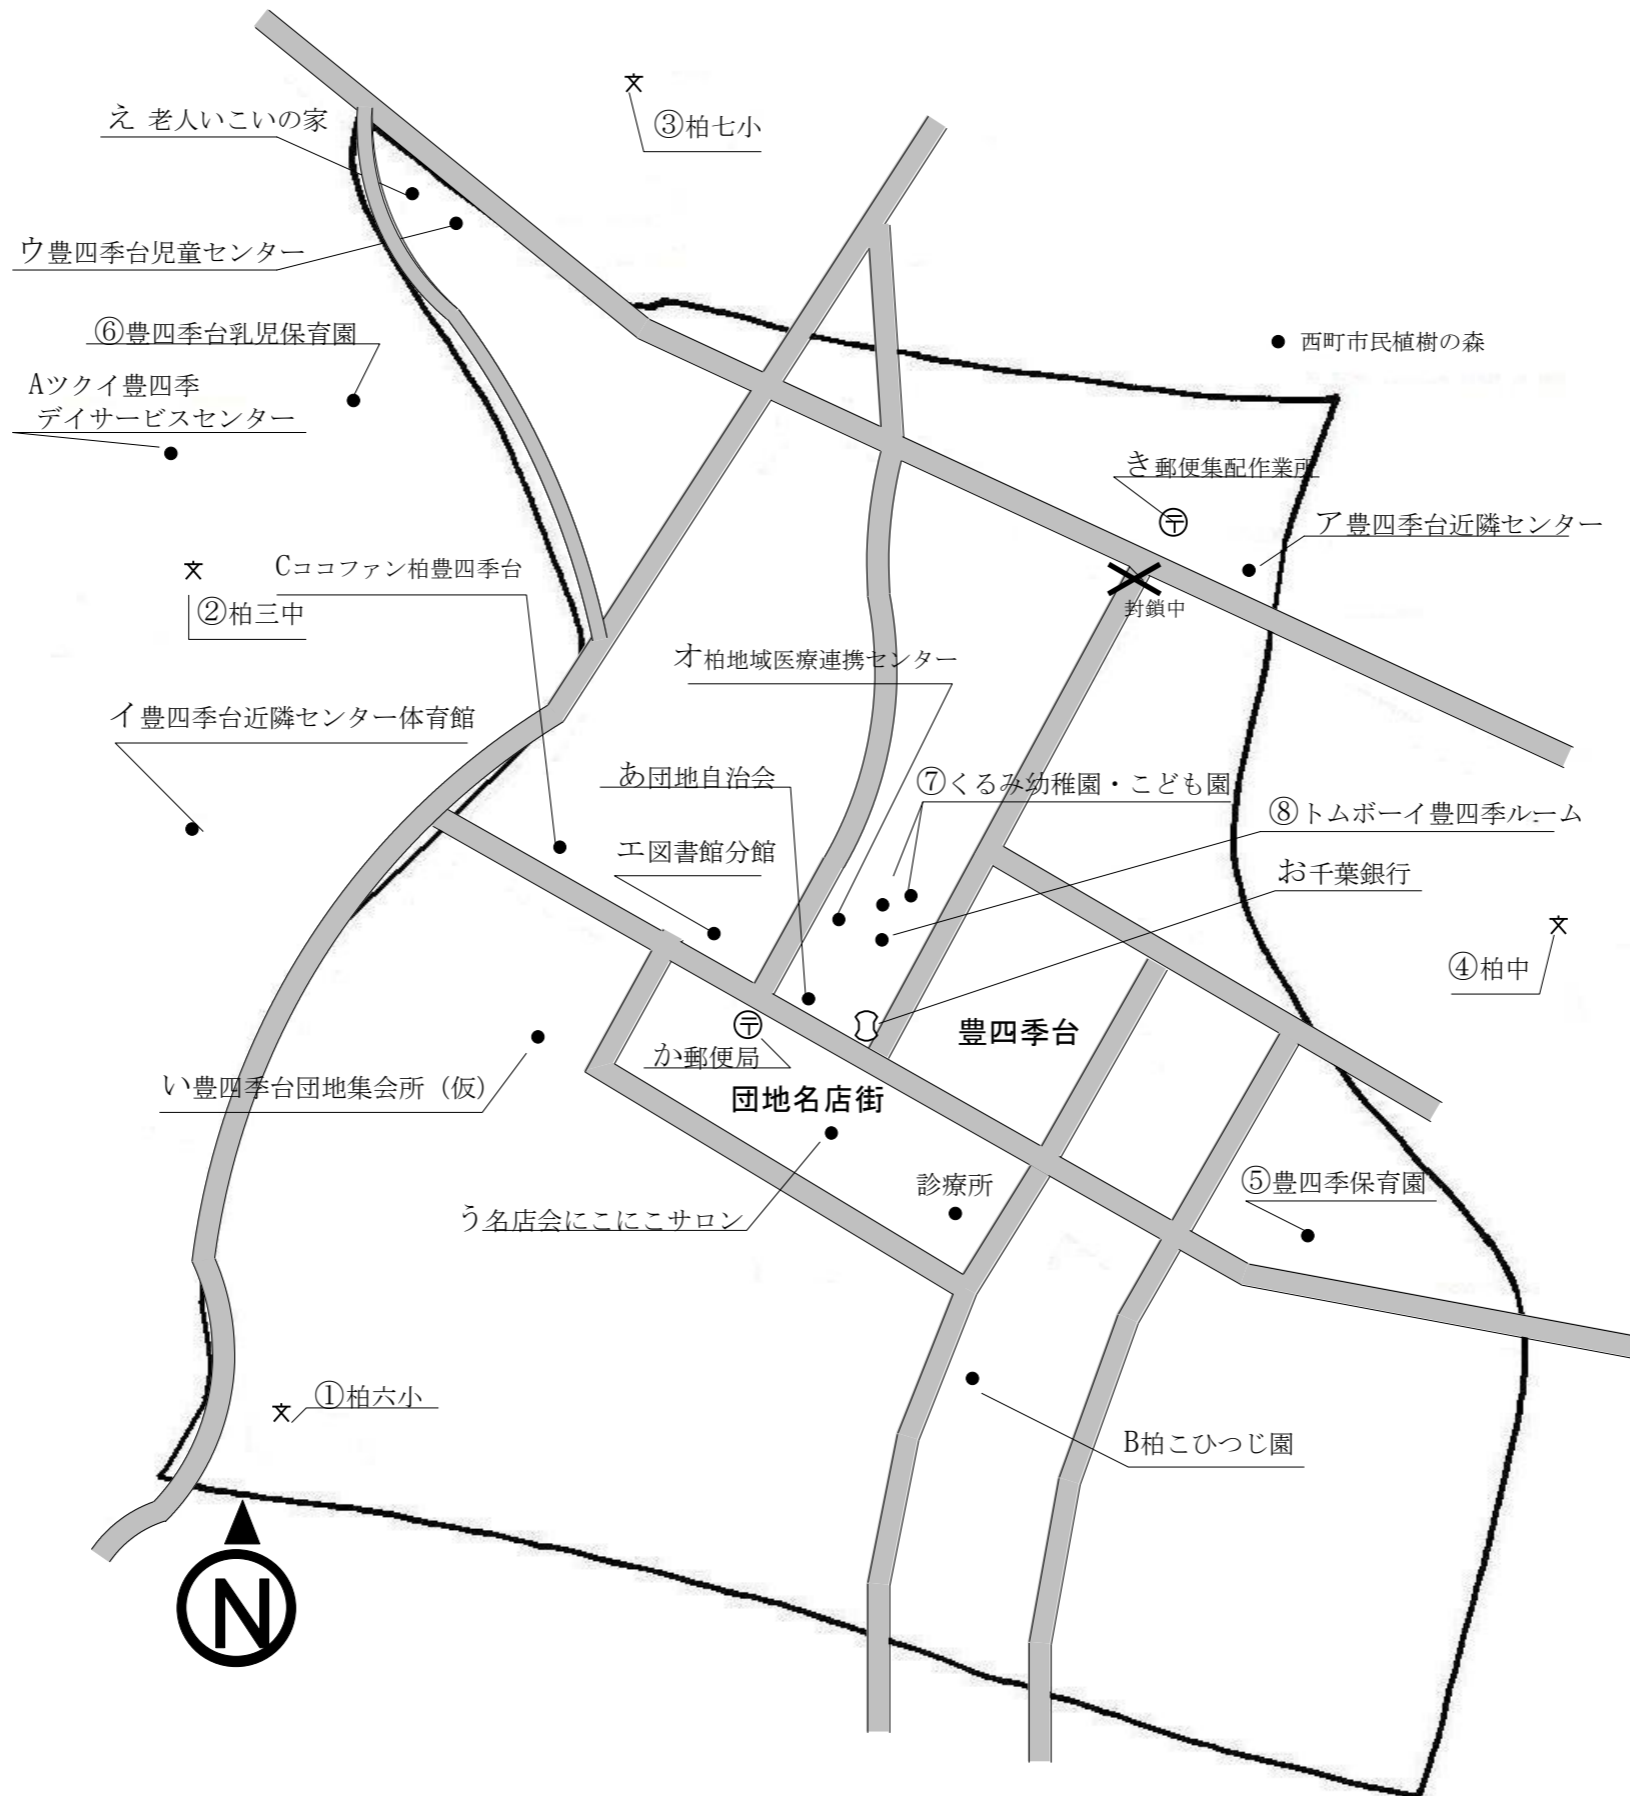 ③柏七小
え 老人いこいの家
ウ豊四季台児童センター
⑥豊四季台乳児保育園
西町市民植樹の森
Aツクイ豊四季
デイサービスセンター
き郵便集配作業所
〒
ア豊四季台近隣センター
文
②柏三中
Cココファン柏豊四季台
封鎖中
オ柏地域医療連携センター
イ豊四季台近隣センター体育館
あ団地自治会
⑦くるみ幼稚園・こども園
⑧トムボーイ豊四季ルーム
エ図書館分館
お千葉銀行
④柏中
〒
か郵便局
豊四季台
い豊四季台団地集会所（仮）
団地名店街
⑤豊四季保育園
診療所
う名店会にこにこサロン
①柏六小
B柏こひつじ園
N